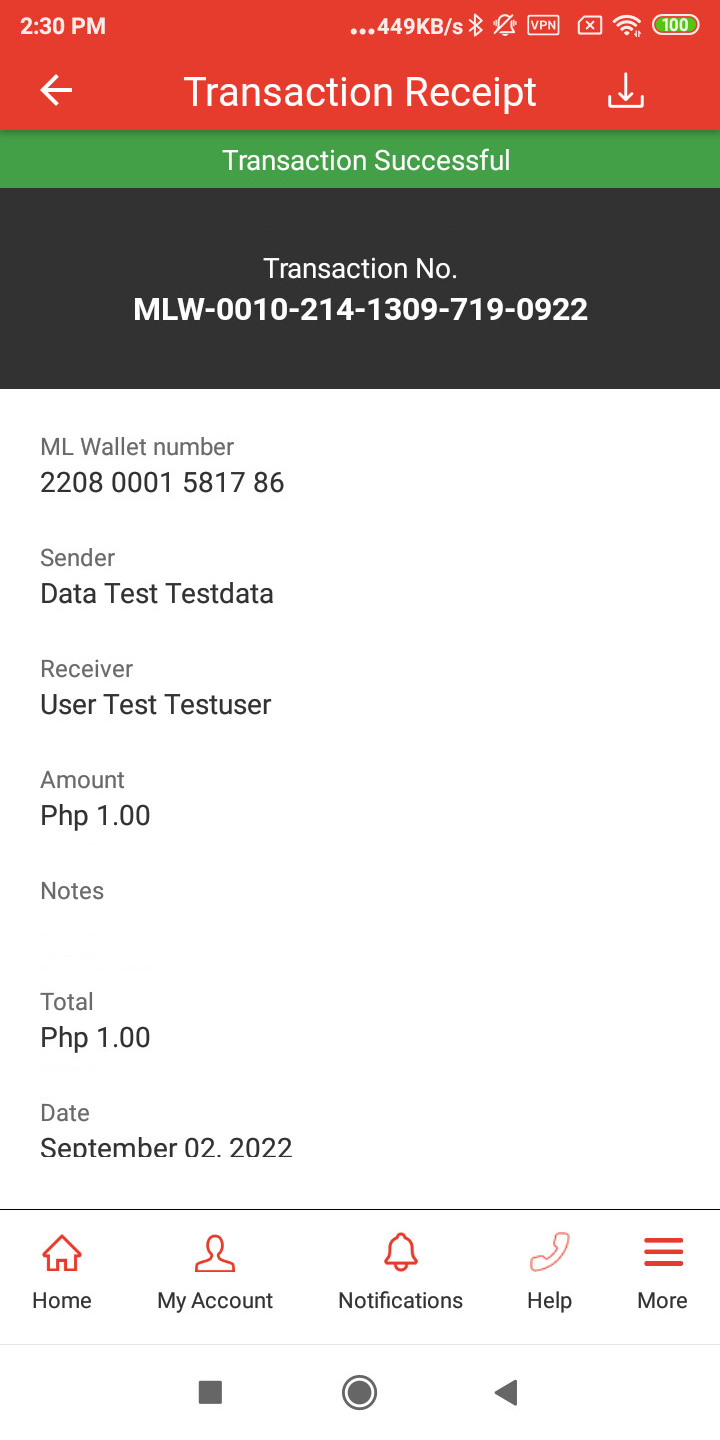 2:30 PM
...449KB/s VPN 100
Transaction Receipt
Transaction Successful
Transaction No.
MLW-0010-214-1309-719-0922
ML Wallet number
2208 0001 5817 86
Sender
Data Test Testdata
Receiver
User Test Testuser
Amount
Php 1.00
Notes
Total
Php 1.00
Date
September 02, 2022
Home My Account Notifications Help More